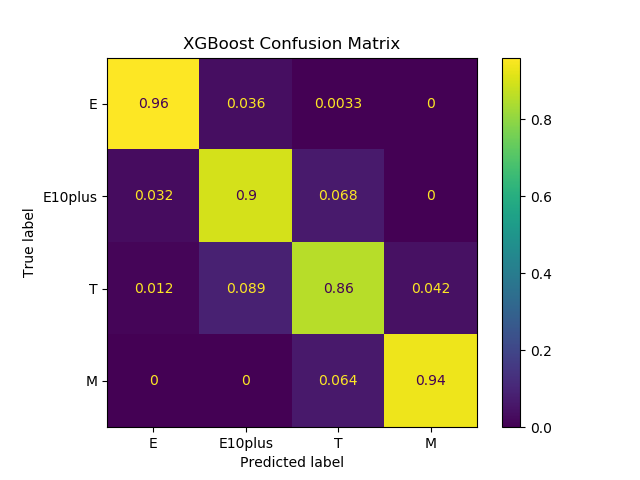 XGBoost Confusion Matrix
E 0.96 0.036 0.0033 0
E10plus 0.032 0.9 0.068 0
T 0.012 0.089 0.86 0.042
M 0 0 0.064 0.94
E E10plus T M
Predicted label
True label
0.8
0.6
0.4
0.2
0.0